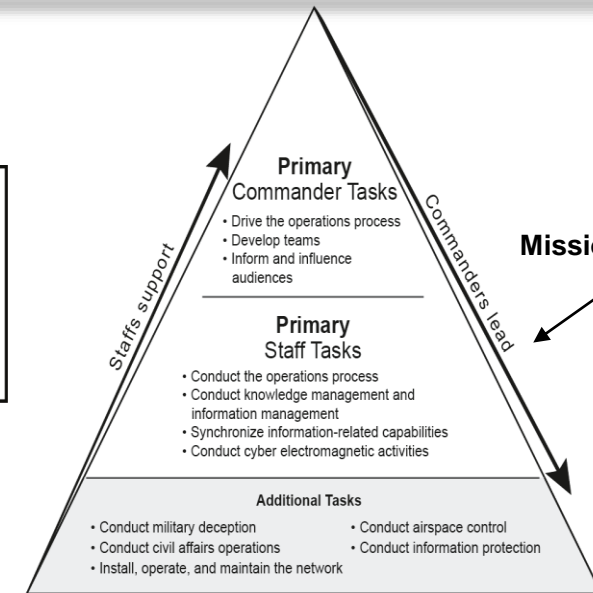 Primary
Commander Tasks
• Drive the operations process
• Develop teams
• Inform and influence
audiences
Staffs support
Commanders lead
Primary
Staff Tasks
• Conduct the operations process
• Conduct knowledge management and
information management
• Synchronize information-related capabilities
• Conduct cyber electromagnetic activities
Additional Tasks
• Conduct military deception
• Conduct civil affairs operations
• Install, operate, and maintain the network
• Conduct airspace control
• Conduct information protection